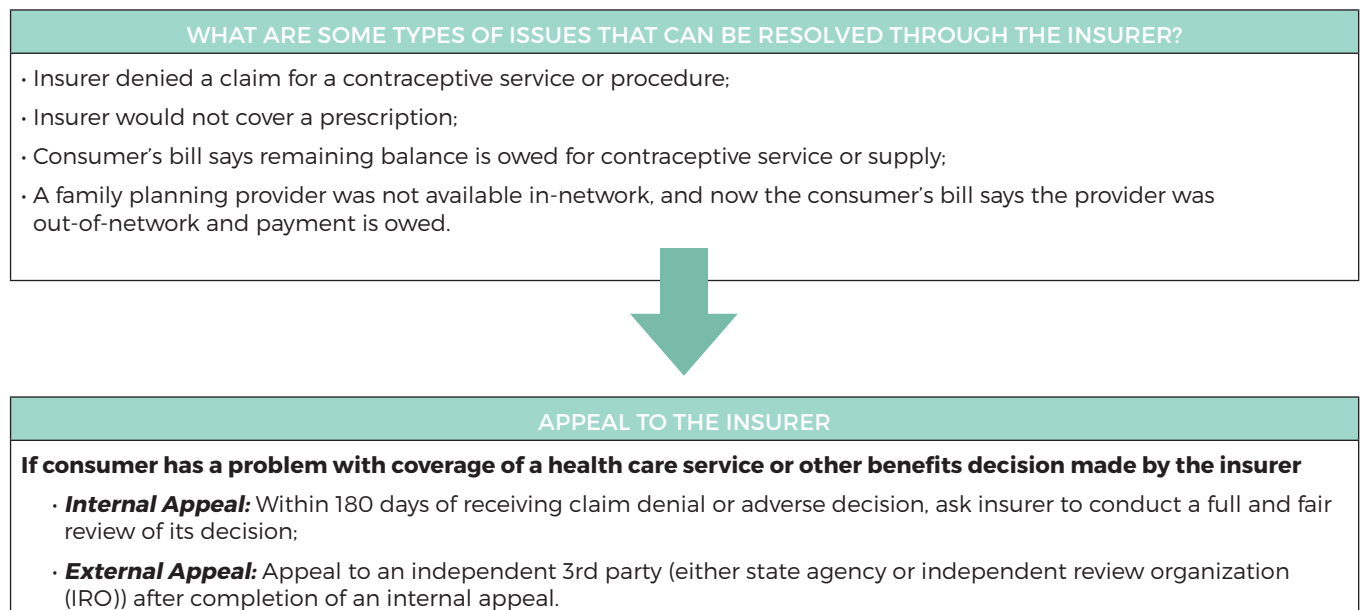 WHAT ARE SOME TYPES OF ISSUES THAT CAN BE RESOLVED THROUGH THE INSURER?
• Insurer denied a claim for a contraceptive service or procedure;
• Insurer would not cover a prescription;
• Consumer’s bill says remaining balance is owed for contraceptive service or supply;
• A family planning provider was not available in-network, and now the consumer’s bill says the provider was
out-of-network and payment is owed.
APPEAL TO THE INSURER
If consumer has a problem with coverage of a health care service or other benefits decision made by the insurer
• Internal Appeal: Within 180 days of receiving claim denial or adverse decision, ask insurer to conduct a full and fair
review of its decision;
• External Appeal: Appeal to an independent 3rd party (either state agency or independent review organization
(IRO)) after completion of an internal appeal.